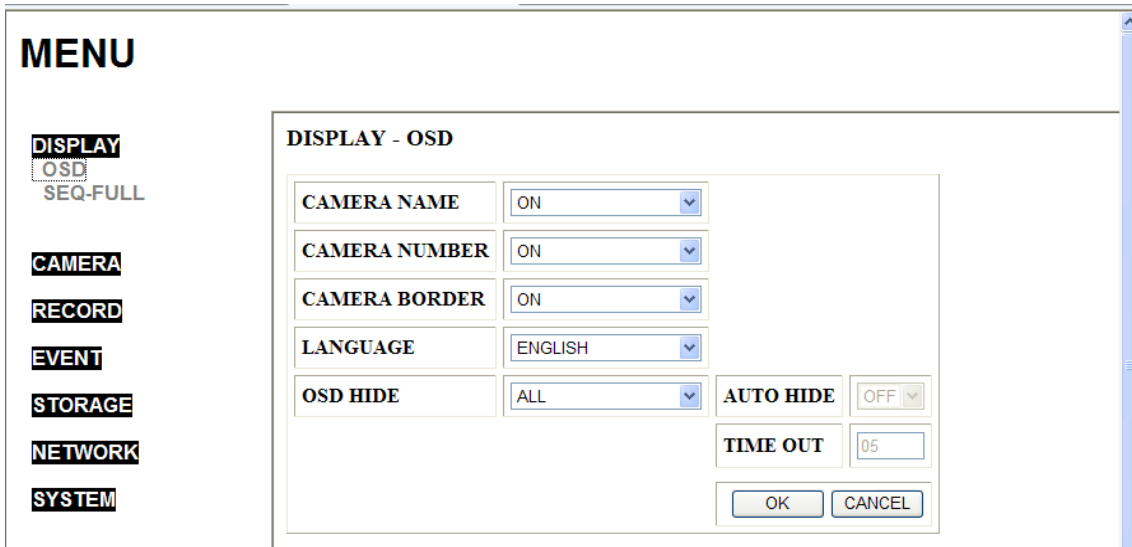 MENU
DISPLAY
OSD
SEQ-FULL
CAMERA
RECORD
EVENT
STORAGE
NETWORK
SYSTEM
DISPLAY - OSD
CAMERA NAME ON
CAMERA NUMBER ON
CAMERA BORDER ON
LANGUAGE ENGLISH
OSD HIDE ALL AUTO HIDE OFF
TIME OUT 05
OK CANCEL